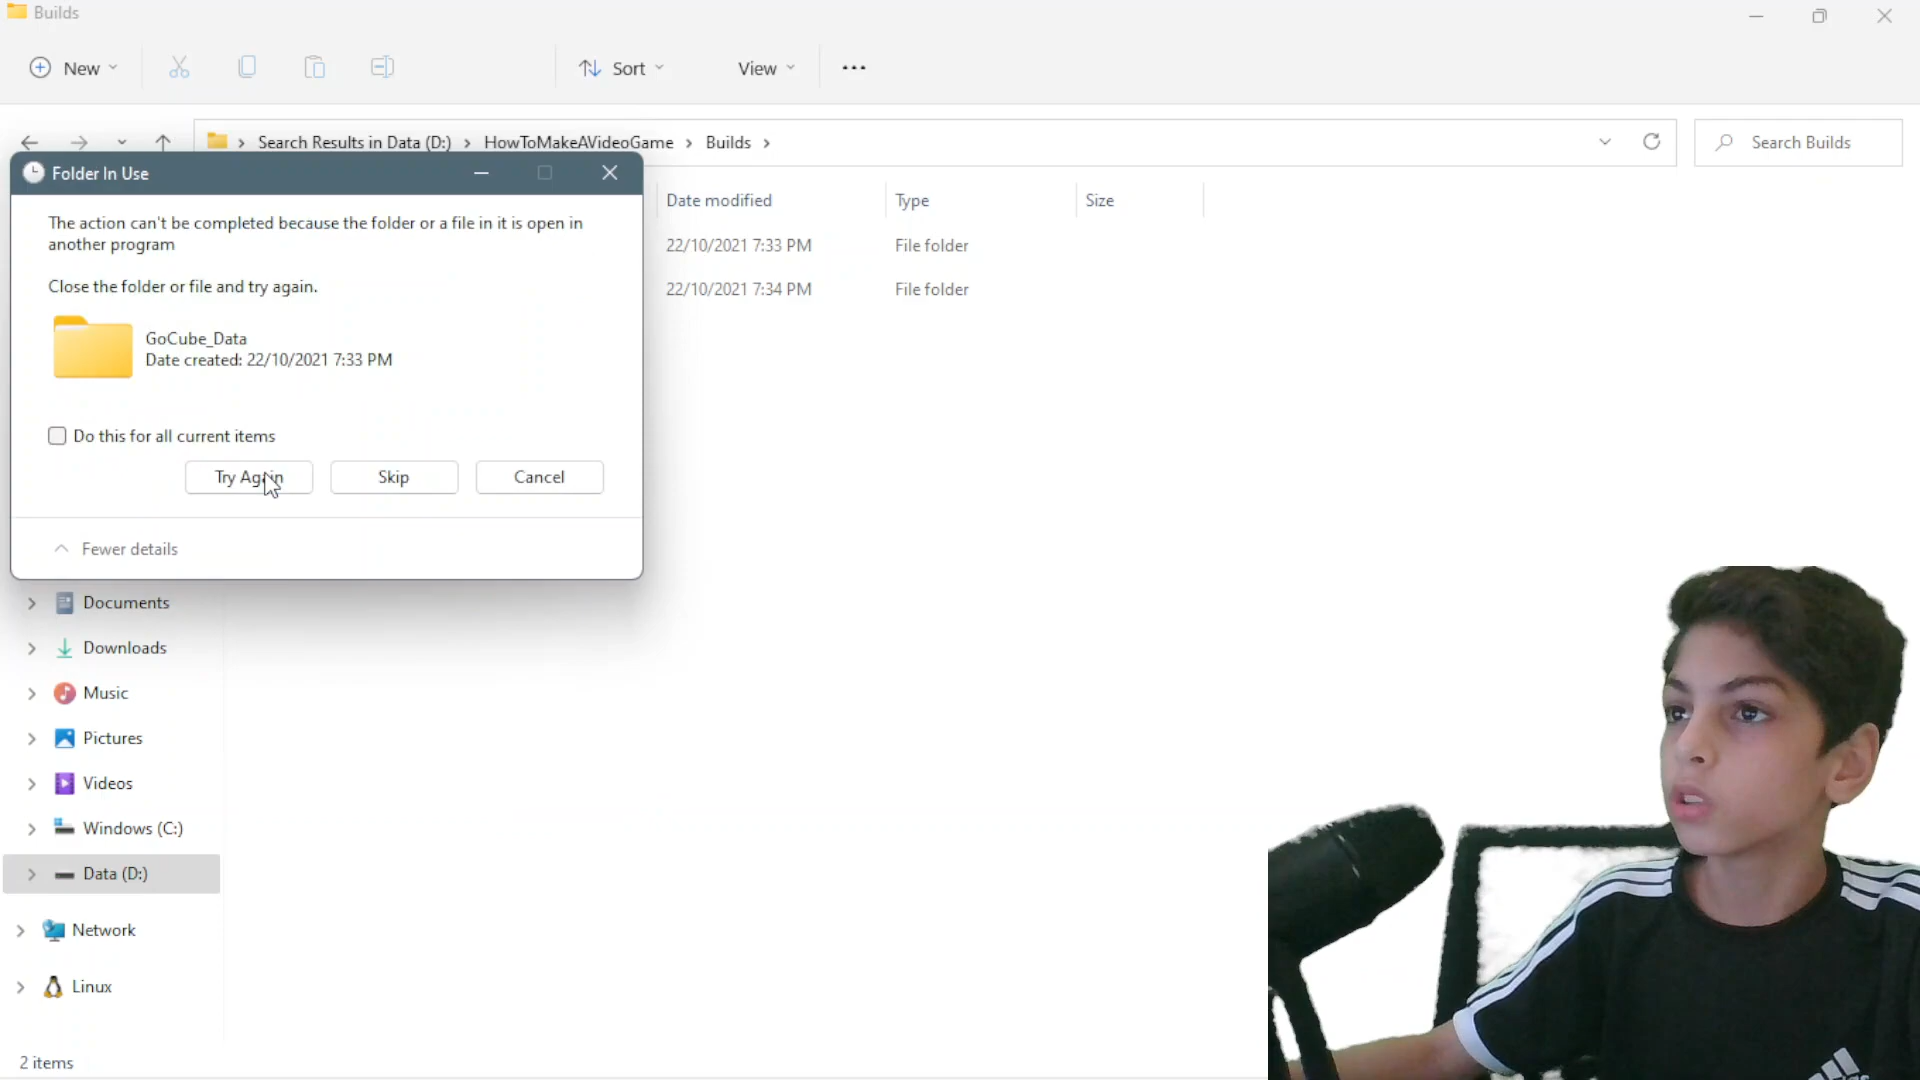 Builds
New
Sort
View
Search Results in Data (D:) > HowToMakeAVideoGame > Builds >
Search Builds
Folder In Use
The action can't be completed because the folder or a file in it is open in
another program
Close the folder or file and try again.
GoCube_Data
Date created: 22/10/2021 7:33 PM
Do this for all current items
Try Again
Skip
Cancel
Fewer details
Date modified
Type
Size
22/10/2021 7:33 PM
File folder
22/10/2021 7:34 PM
File folder
Documents
Downloads
Music
Pictures
Videos
Windows (C:)
Data (D:)
Network
Linux
2 items